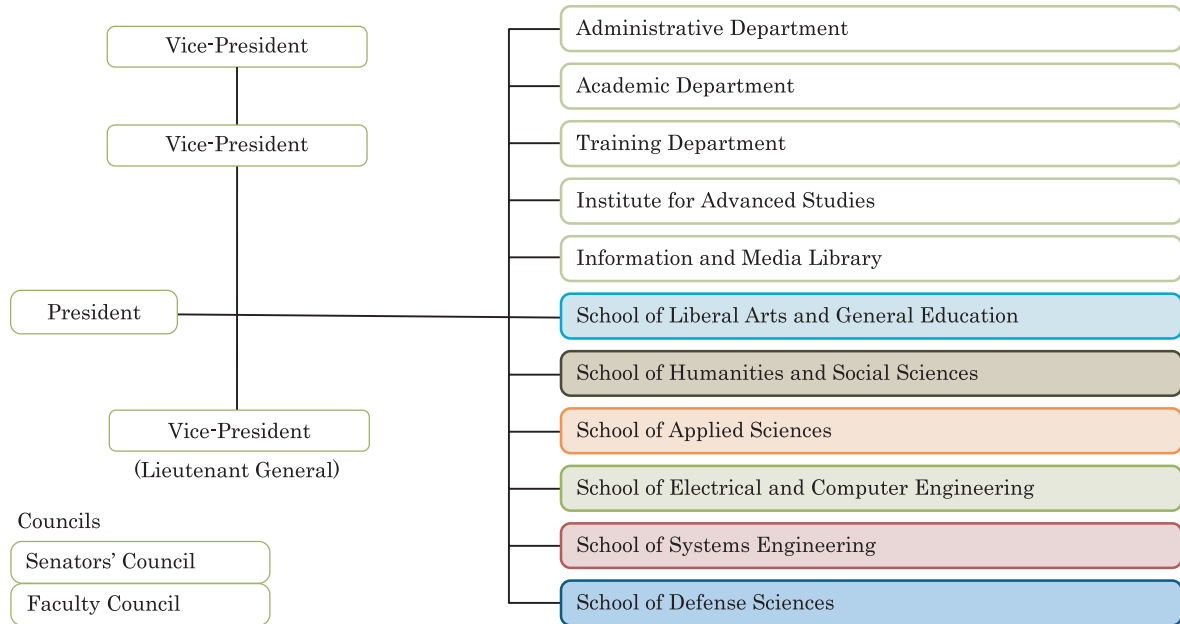 Vice-President
Vice-President
President
Vice-President
(Lieutenant General)
Councils
Senators’ Council
Faculty Council
Administrative Department
Academic Department
Training Department
Institute for Advanced Studies
Information and Media Library
School of Liberal Arts and General Education
School of Humanities and Social Sciences
School of Applied Sciences
School of Electrical and Computer Engineering
School of Systems Engineering
School of Defense Sciences